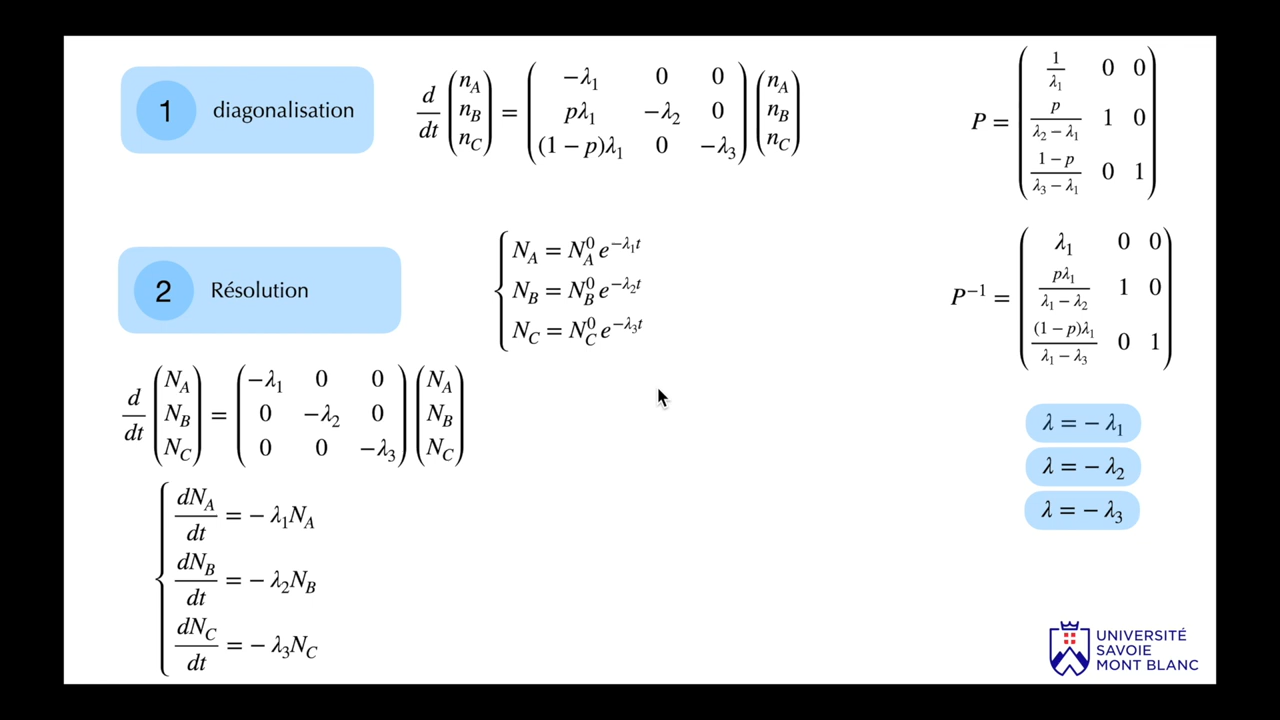 1 diagonalisation
d/dt (n_A n_B n_C) = (−λ₁ 0 0 ; pλ₁ −λ₂ 0 ; (1 − p)λ₁ 0 −λ₃) (n_A n_B n_C)
P = (1/λ₁ 0 0 ; p/(λ₂ − λ₁) 1 0 ; (1 − p)/(λ₃ − λ₁) 0 1)
2 Résolution
N_A = N_A^0 e^{−λ₁t}
N_B = N_B^0 e^{−λ₂t}
N_C = N_C^0 e^{−λ₃t}
P^{−1} = (λ₁ 0 0 ; pλ₁/(λ₁ − λ₂) 1 0 ; (1 − p)λ₁/(λ₁ − λ₃) 0 1)
d/dt (N_A N_B N_C) = (−λ₁ 0 0 ; 0 −λ₂ 0 ; 0 0 −λ₃) (N_A N_B N_C)
λ = − λ₁
λ = − λ₂
λ = − λ₃
dN_A/dt = − λ₁N_A
dN_B/dt = − λ₂N_B
dN_C/dt = − λ₃N_C
UNIVERSITÉ
SAVOIE
MONT BLANC